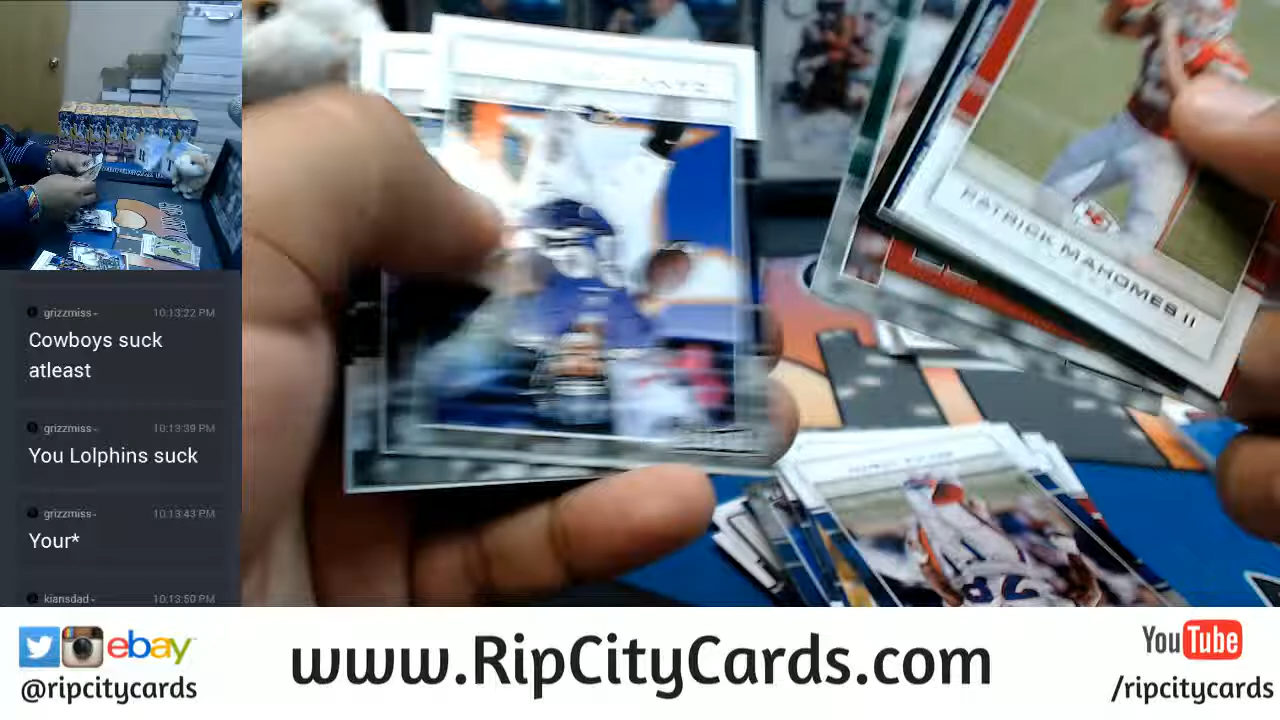 PATRICK MAHOMES II
grizzmiss 10:13:22 PM
Cowboys suck
atleast
grizzmiss 10:13:39 PM
You Lolphins suck
grizzmiss 10:13:43 PM
Your*
kiansdad 10:13:50 PM
ebay
@ripcitycards
www.RipCityCards.com
YouTube
/ripcitycards